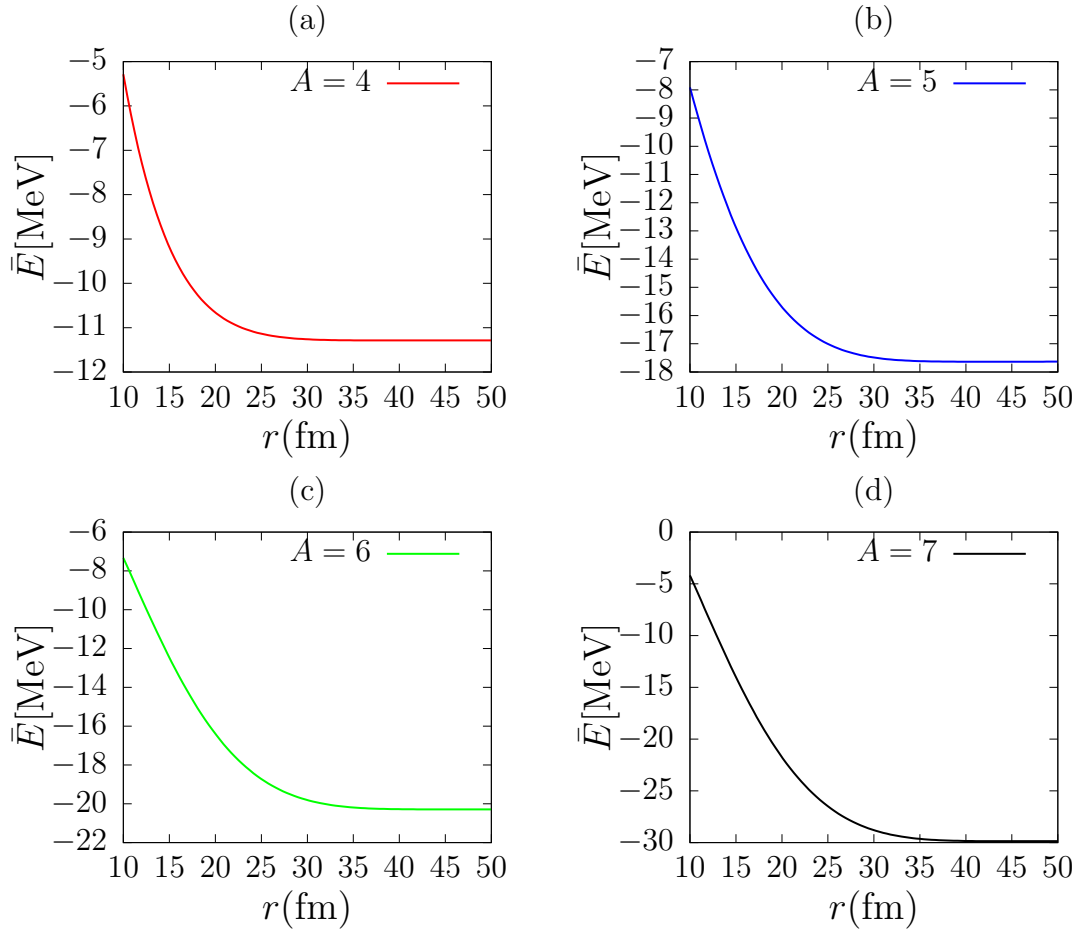 (a)
A = 4
Ē[MeV]
−5
−6
−7
−8
−9
−10
−11
−12
10 15 20 25 30 35 40 45 50
r(fm)
(b)
A = 5
Ē[MeV]
−7
−8
−9
−10
−11
−12
−13
−14
−15
−16
−17
−18
10 15 20 25 30 35 40 45 50
r(fm)
(c)
A = 6
Ē[MeV]
−6
−8
−10
−12
−14
−16
−18
−20
−22
10 15 20 25 30 35 40 45 50
r(fm)
(d)
A = 7
Ē[MeV]
0
−5
−10
−15
−20
−25
−30
10 15 20 25 30 35 40 45 50
r(fm)